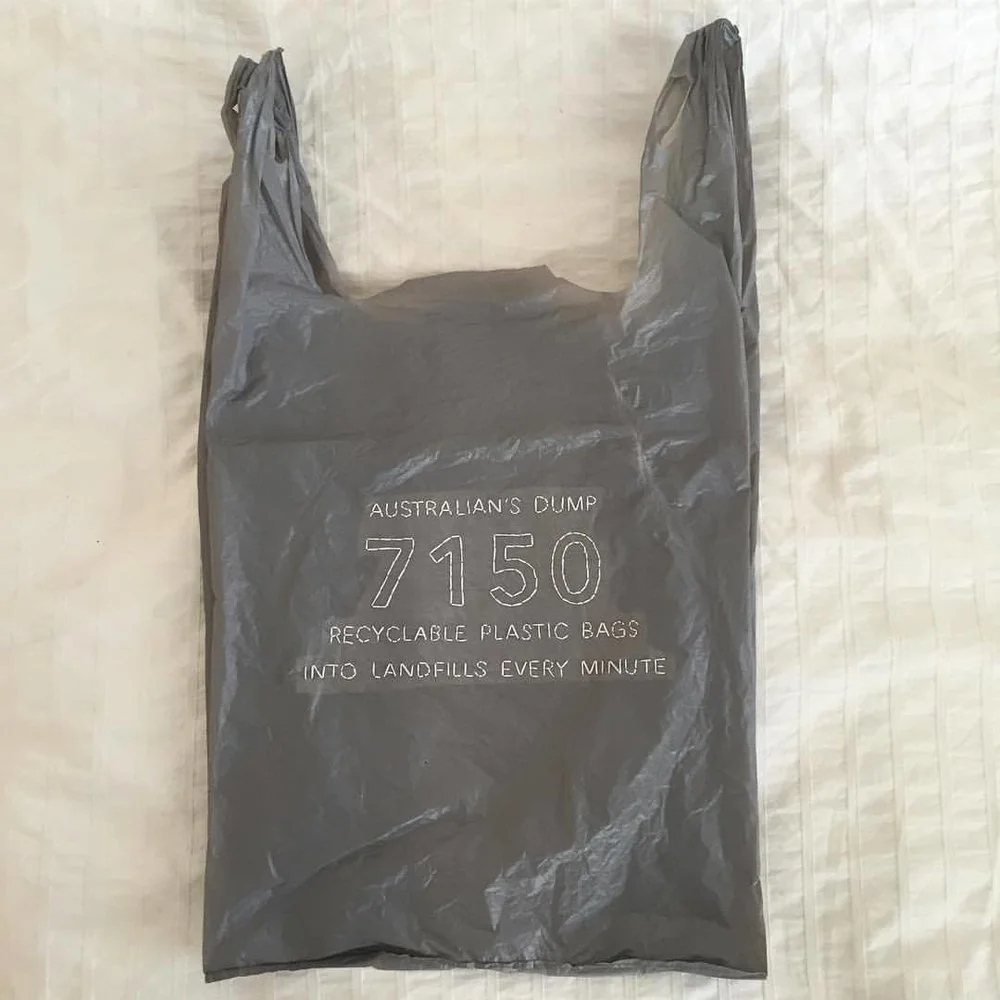 AUSTRALIAN'S DUMP
7150
RECYCLABLE PLASTIC BAGS
INTO LANDFILLS EVERY MINUTE